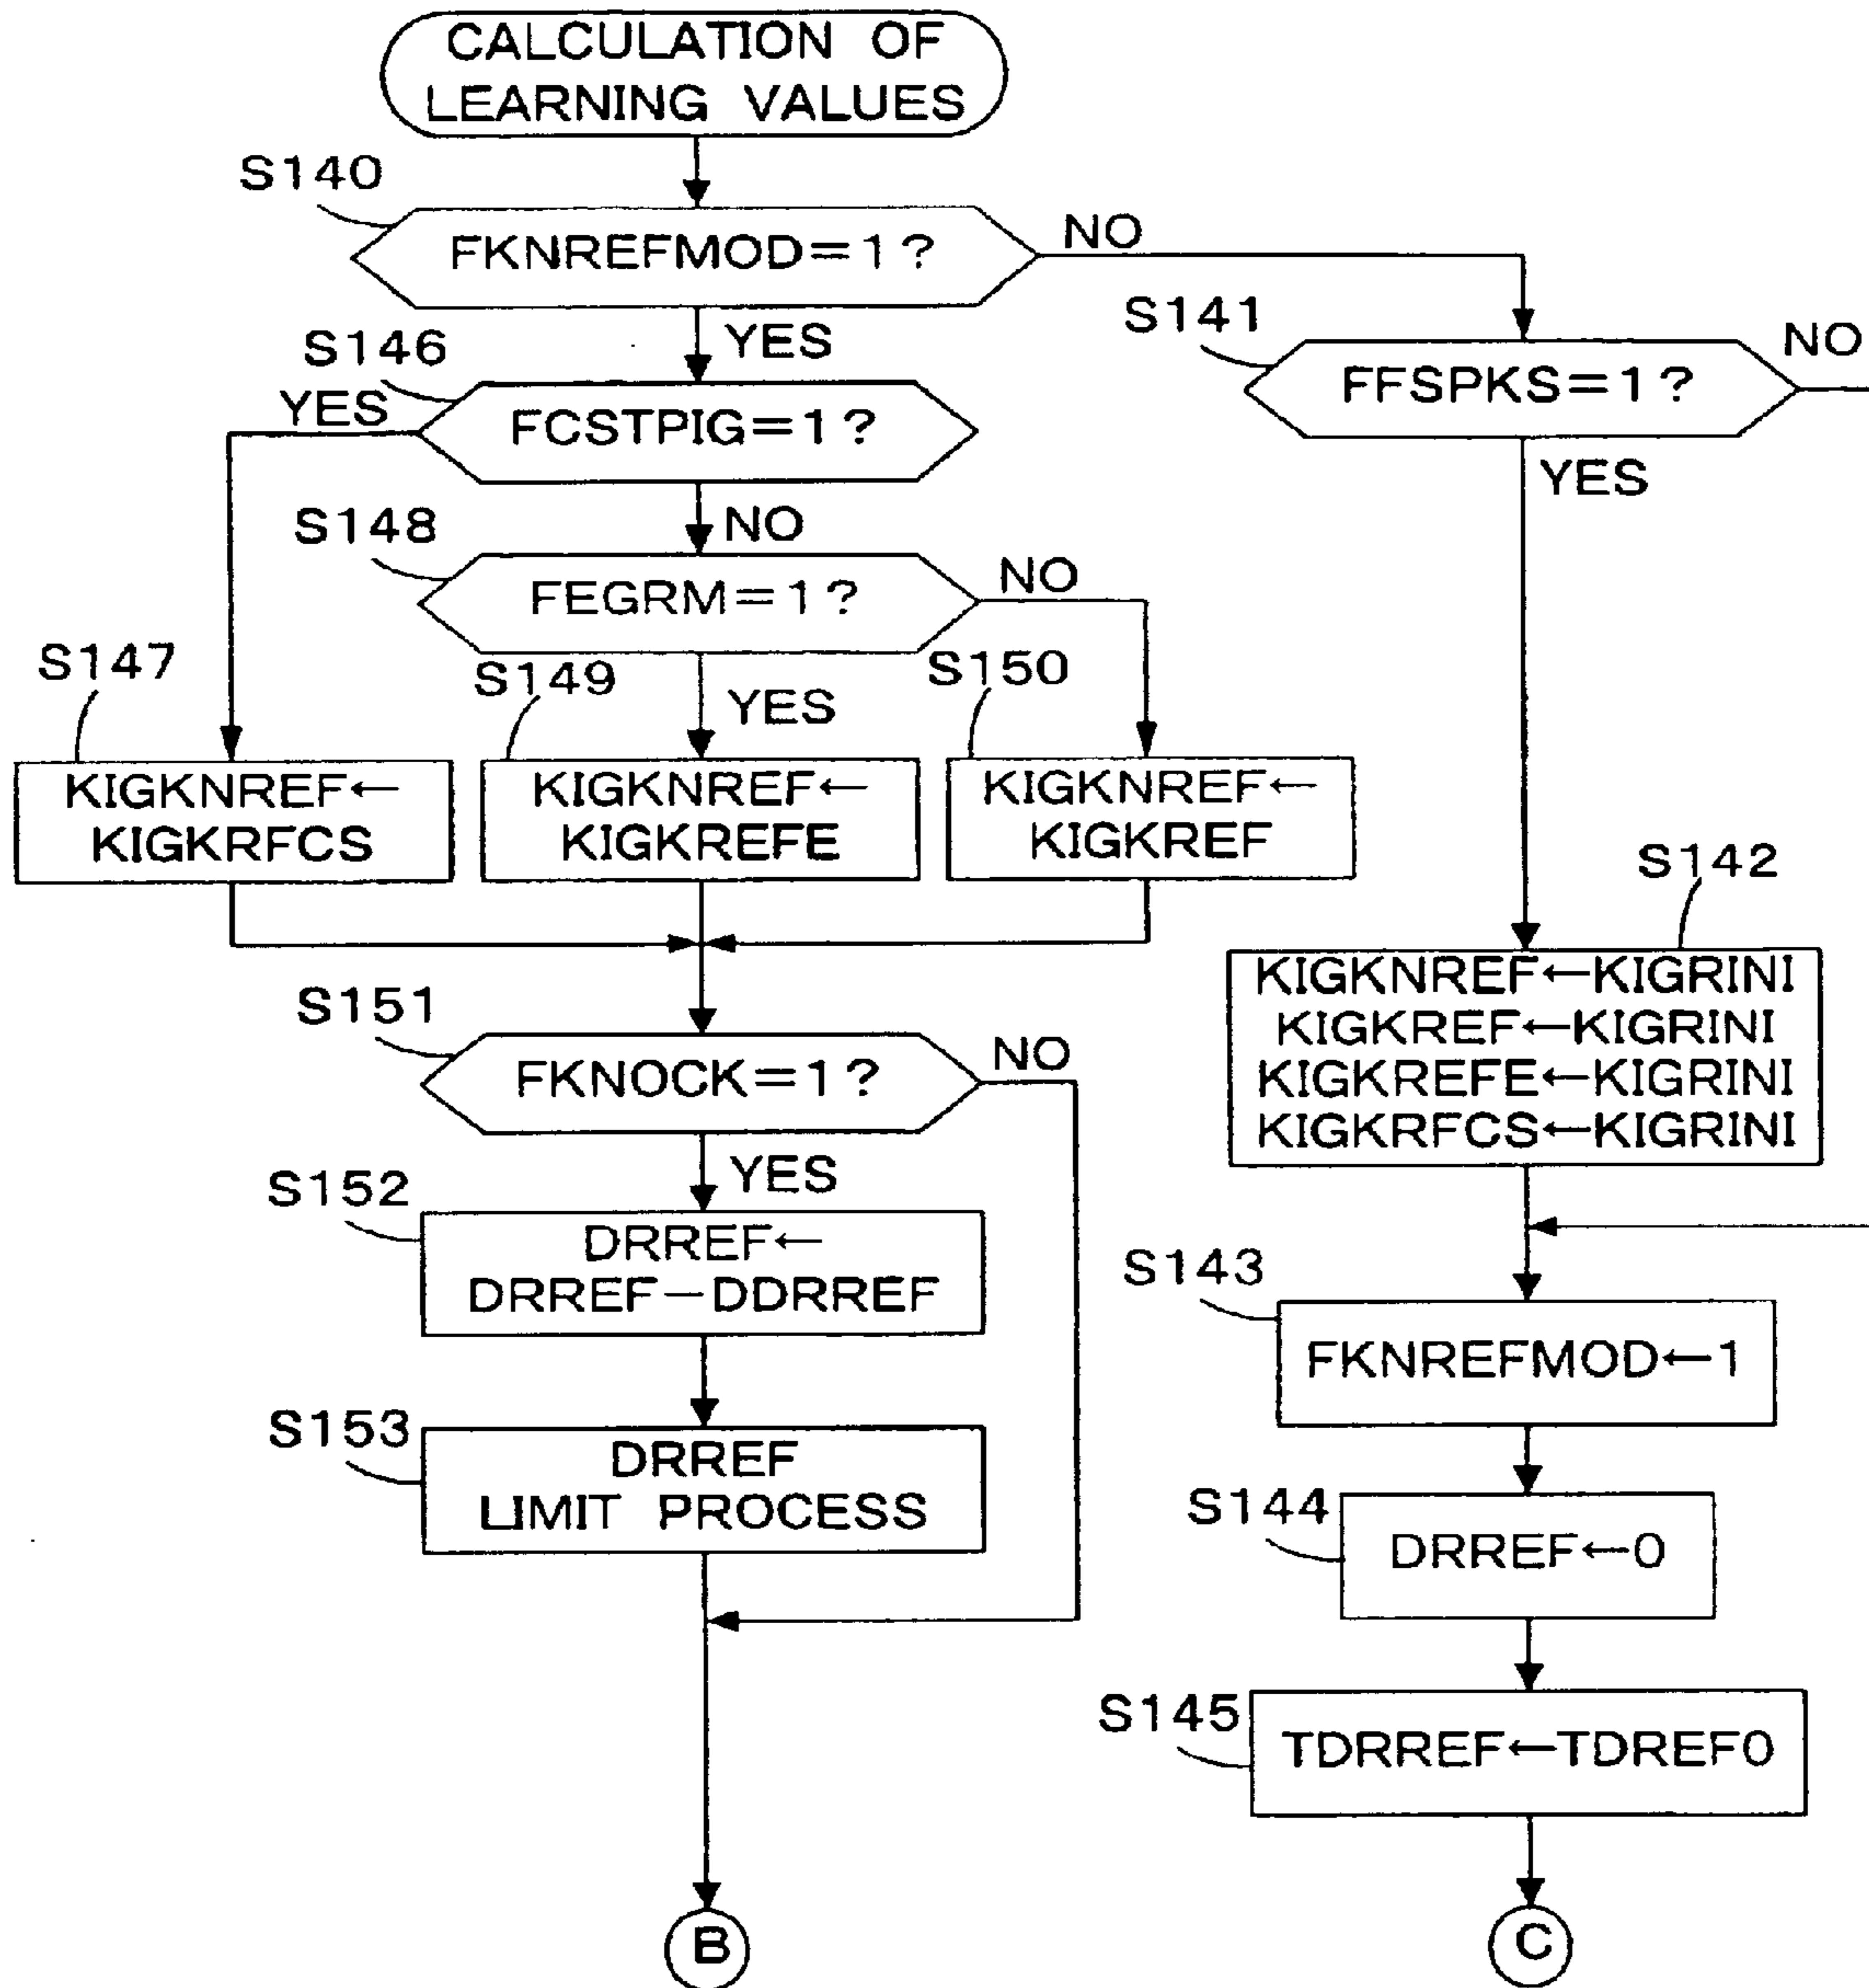 CALCULATION OF
LEARNING VALUES
S140
FKNREFMOD=1?
NO
YES
S141
FFSPKS=1?
NO
YES
S146
YES
FCSTPIG=1?
NO
S148
FEGRM=1?
NO
YES
S147
KIGKNREF←
KIGKRFCS
S149
KIGKNREF←
KIGKREFE
S150
KIGKNREF←
KIGKREF
S142
KIGKNREF←KIGRINI
KIGKREF←KIGRINI
KIGKREFE←KIGRINI
KIGKRFCS←KIGRINI
S151
FKNOCK=1?
NO
YES
S152
DRREF←
DRREF−DDRREF
S143
FKNREFMOD←1
S153
DRREF
LIMIT PROCESS
S144
DRREF←0
S145
TDRREF←TDREF0
B
C